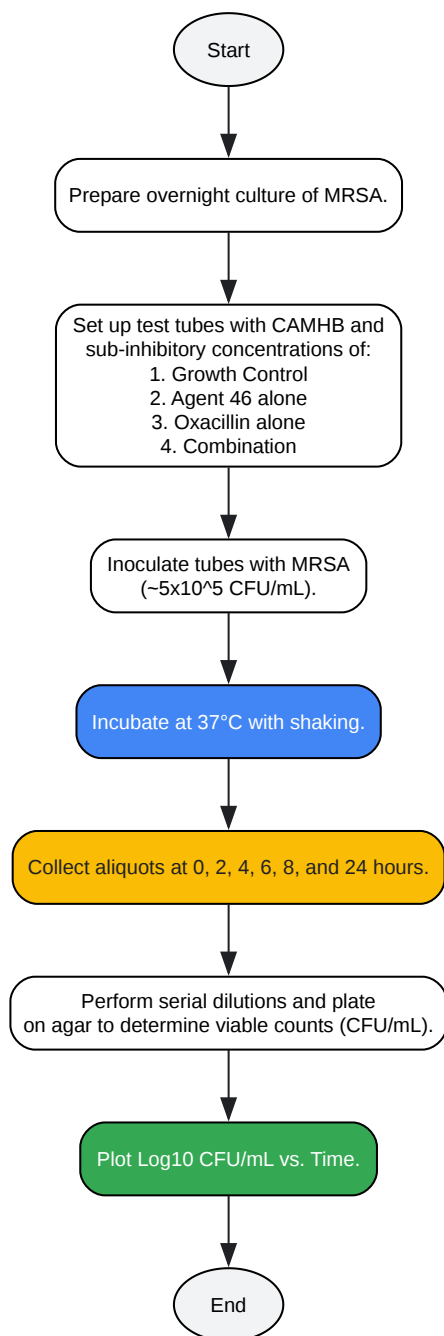 Start
Prepare overnight culture of MRSA.
Set up test tubes with CAMHB and
sub-inhibitory concentrations of:
1. Growth Control
2. Agent 46 alone
3. Oxacillin alone
4. Combination
Inoculate tubes with MRSA
(~5x10^5 CFU/mL).
Incubate at 37°C with shaking.
Collect aliquots at 0, 2, 4, 6, 8, and 24 hours.
Perform serial dilutions and plate
on agar to determine viable counts (CFU/mL).
Plot Log10 CFU/mL vs. Time.
End